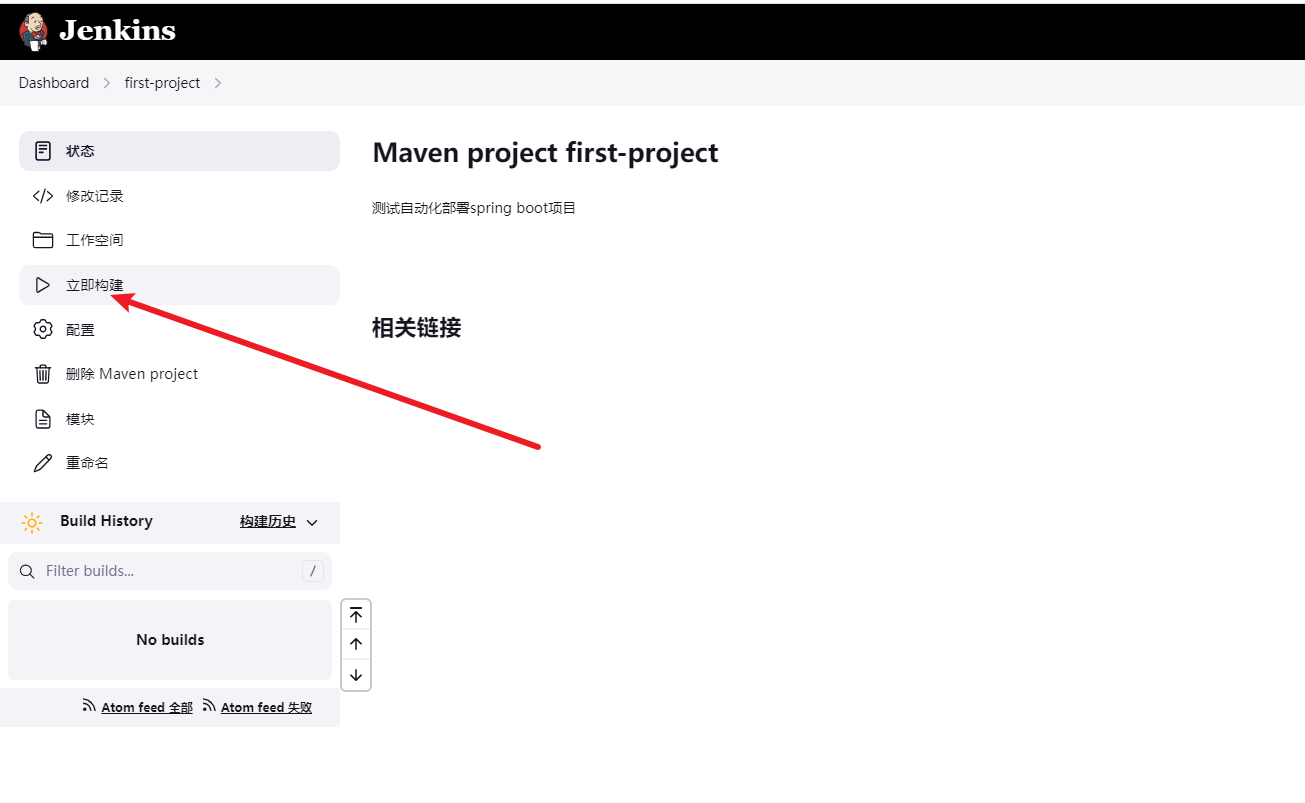 Jenkins
Dashboard
first-project
状态
修改记录
工作空间
立即构建
配置
删除 Maven project
模块
重命名
Build History
构建历史
Filter builds...
/
No builds
Atom feed 全部
Atom feed 失败
Maven project first-project
测试自动化部署spring boot项目
相关链接